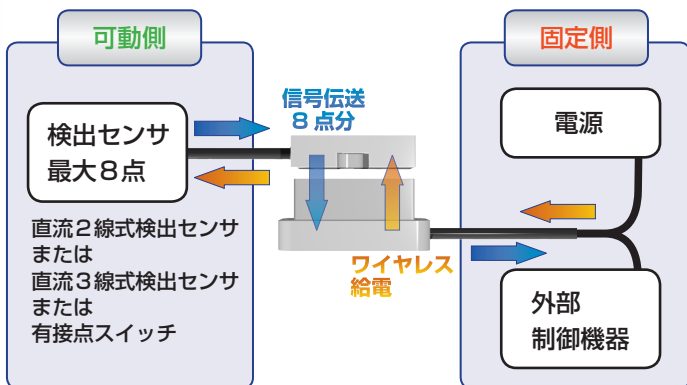 可動側
検出センサ
最大8点
直流2線式検出センサ
または
直流3線式検出センサ
または
有接点スイッチ
信号伝送
8点分
ワイヤレス
給電
固定側
電源
外部
制御機器